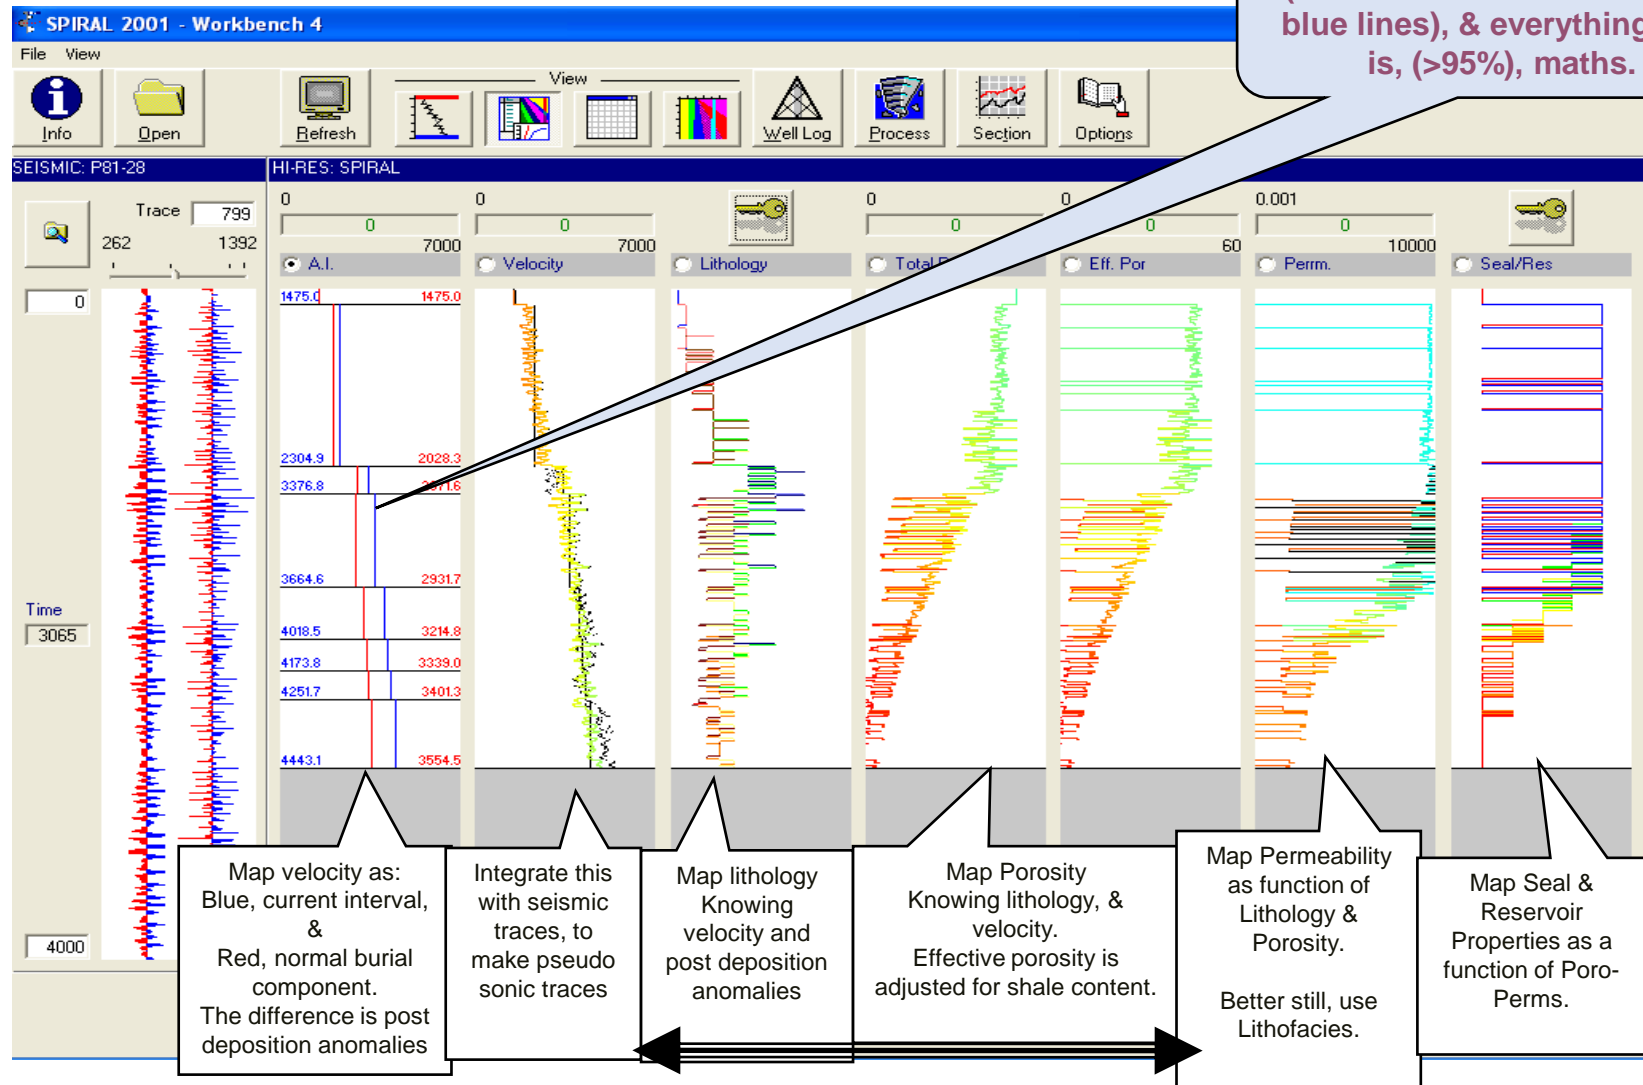 SPIRAL 2001 - Workbench 4
blue lines), & everything
is, (>95%), maths.
File View
View
Info
Open
Refresh
Well Log
Process
Section
Options
SEISMIC: P81-28
HI-RES: SPIRAL
Trace 799
262 1392
0
4000
Time
3065
0
0
7000
A.I.
0
0
7000
Velocity
Lithology
0
0
Total
0
0
60
Eff. Por
0.001
0
10000
Perm.
Seal/Res
1475.0 1475.0
2304.9 2028.3
3376.8
3664.6 2931.7
4018.5 3214.8
4173.8 3339.0
4251.7 3401.3
4443.1 3554.5
Map velocity as:
Blue, current interval,
&
Red, normal burial
component.
The difference is post
deposition anomalies
Integrate this
with seismic
traces, to
make pseudo
sonic traces
Map lithology
Knowing
velocity and
post deposition
anomalies
Map Porosity
Knowing lithology, &
velocity.
Effective porosity is
adjusted for shale content.
Map Permeability
as function of
Lithology &
Porosity.
Better still, use
Lithofacies.
Map Seal &
Reservoir
Properties as a
function of Poro-
Perms.